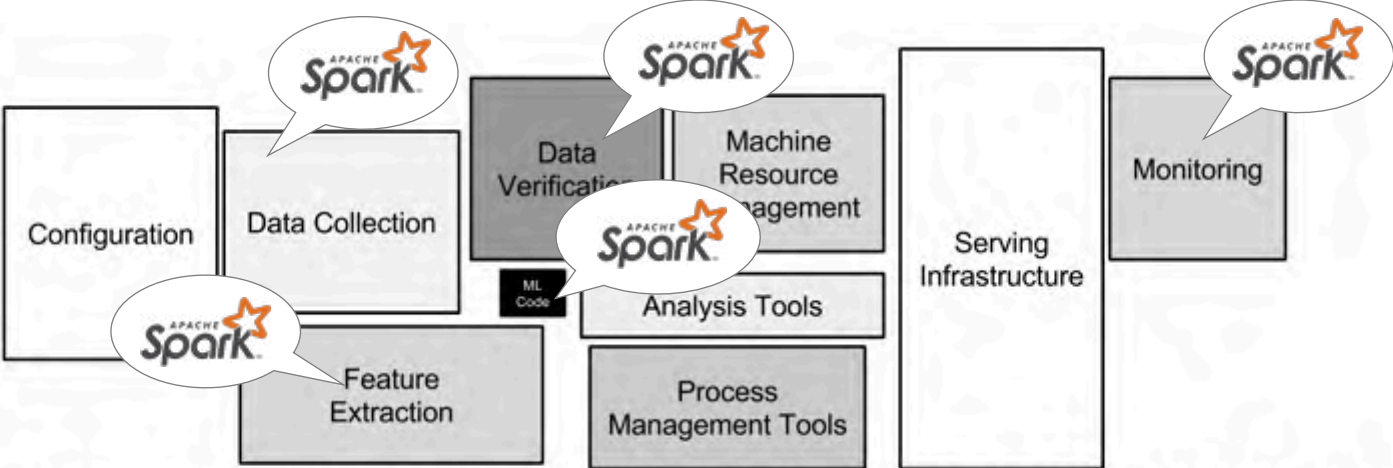 APACHE
Spark
APACHE
Spark
APACHE
Spark
Configuration
Data Collection
Data
Verification
Machine
Resource
Serving
Infrastructure
Monitoring
APACHE
Spark
ML
Code
Analysis Tools
APACHE
Spark
Feature
Extraction
Process
Management Tools